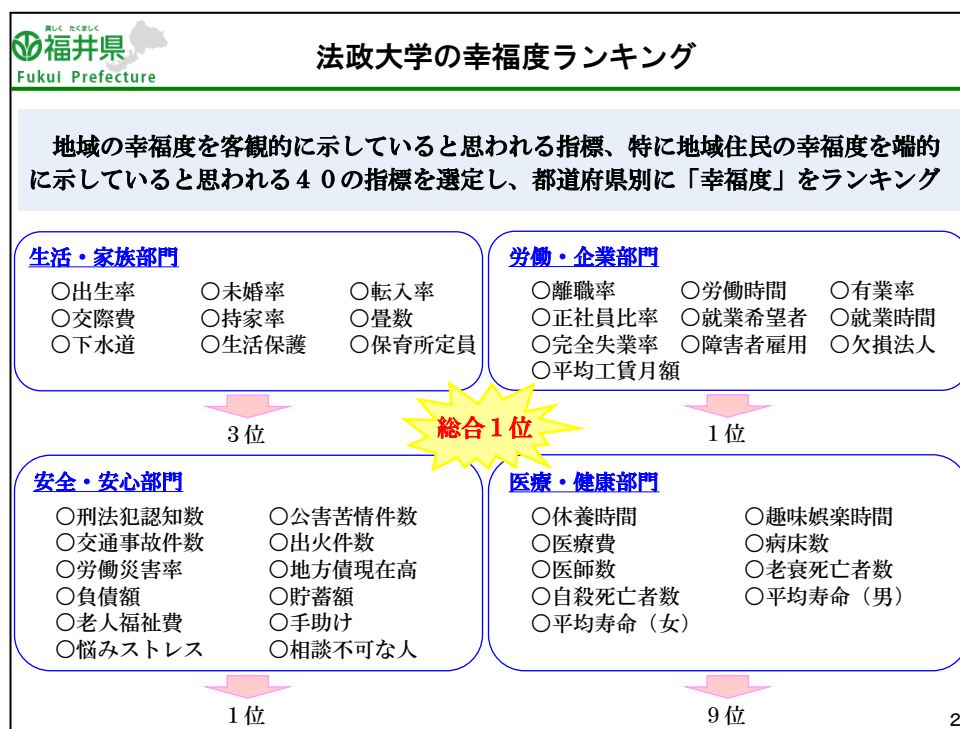 美しく たくましく
福井県
Fukui Prefecture
法政大学の幸福度ランキング
地域の幸福度を客観的に示していると思われる指標、特に地域住民の幸福度を端的
に示していると思われる４０の指標を選定し、都道府県別に「幸福度」をランキング
生活・家族部門
○出生率 ○未婚率 ○転入率
○交際費 ○持家率 ○畳数
○下水道 ○生活保護 ○保育所定員
3位
労働・企業部門
○離職率 ○労働時間 ○有業率
○正社員比率 ○就業希望者 ○就業時間
○完全失業率 ○障害者雇用 ○欠損法人
○平均工賃月額
1位
総合１位
安全・安心部門
○刑法犯認知数 ○公害苦情件数
○交通事故件数 ○出火件数
○労働災害率 ○地方債現在高
○負債額 ○貯蓄額
○老人福祉費 ○手助け
○悩みストレス ○相談不可な人
1位
医療・健康部門
○休養時間 ○趣味娯楽時間
○医療費 ○病床数
○医師数 ○老衰死亡者数
○自殺死亡者数 ○平均寿命（男）
○平均寿命（女）
9位
2